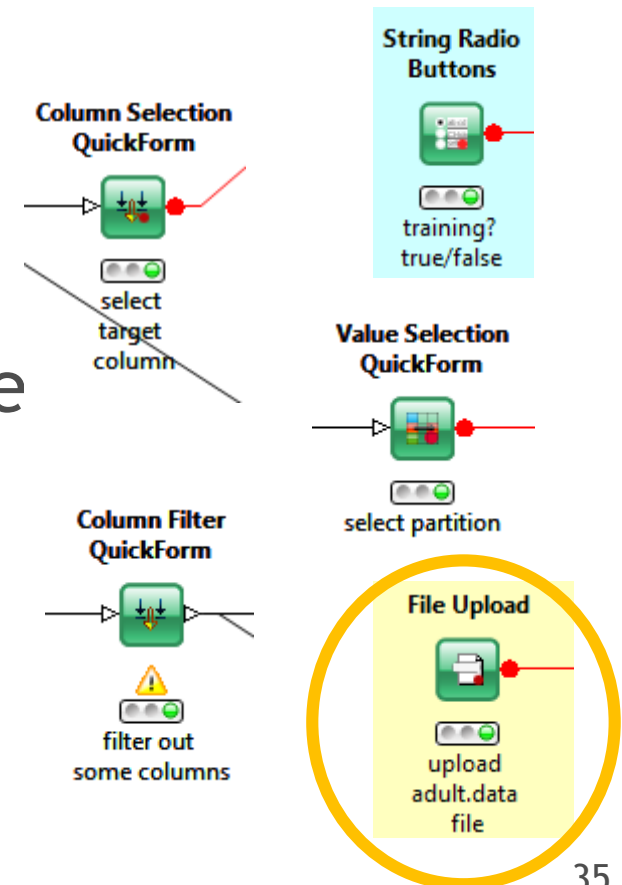 String Radio
Buttons
training?
true/false
Column Selection
QuickForm
select
target
column
e
Value Selection
QuickForm
select partition
Column Filter
QuickForm
filter out
some columns
File Upload
upload
adult.data
file
35